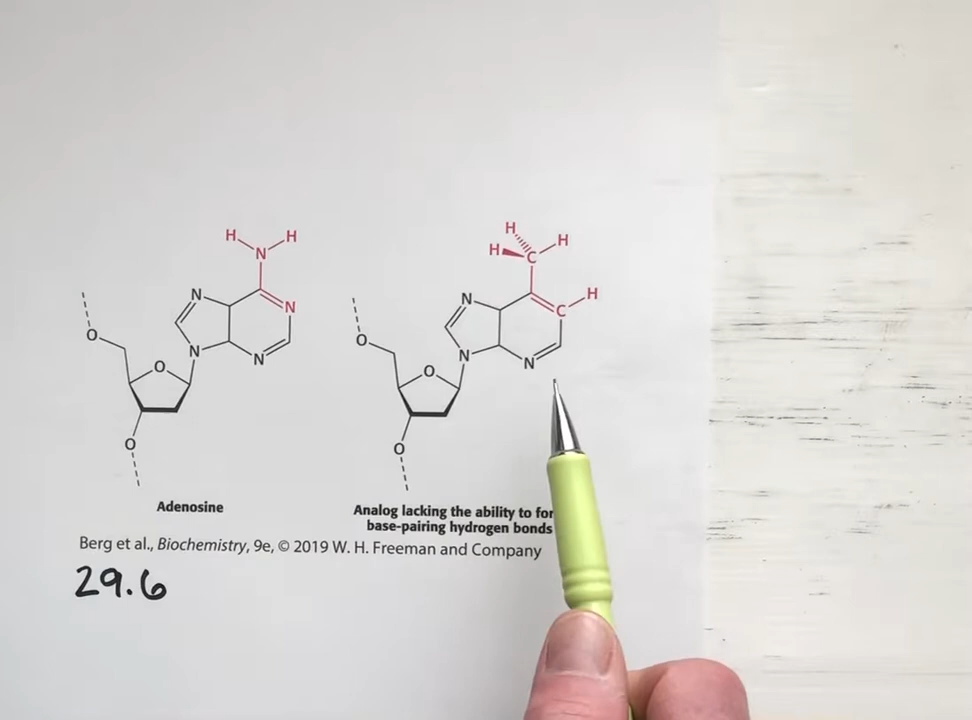 H H
N
N N
N N
O
O
O
H H
H C
H
C
N
N N
O
O
O
Adenosine
Analog lacking the ability to for
base-pairing hydrogen bonds
Berg et al., Biochemistry, 9e, © 2019 W. H. Freeman and Company
29.6